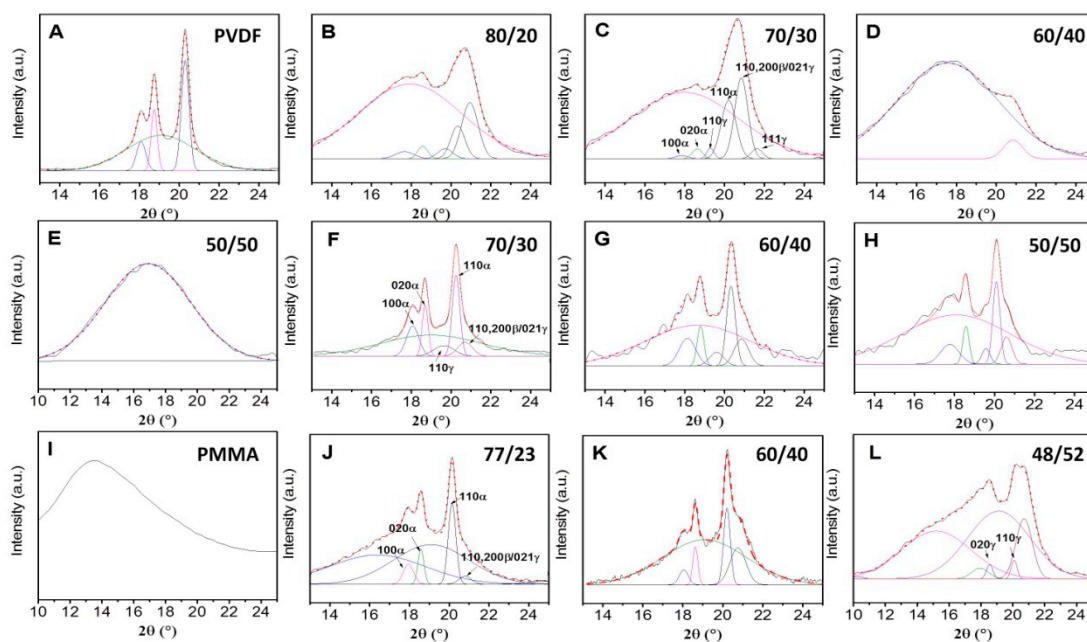 A PVDF
Intensity (a.u.)
14 16 18 20 22 24
2θ (°)
B 80/20
Intensity (a.u.)
14 16 18 20 22 24
2θ (°)
C 70/30
110,200β/021γ
110α
110γ
020α
100α
111γ
Intensity (a.u.)
14 16 18 20 22 24
2θ (°)
D 60/40
Intensity (a.u.)
14 16 18 20 22 24
2θ (°)
E 50/50
Intensity (a.u.)
10 12 14 16 18 20 22 24
2θ (°)
F 70/30
110α
020α
100α
110,200β/021γ
110γ
Intensity (a.u.)
14 16 18 20 22 24
2θ (°)
G 60/40
Intensity (a.u.)
14 16 18 20 22 24
2θ (°)
H 50/50
Intensity (a.u.)
14 16 18 20 22 24
2θ (°)
I PMMA
Intensity (a.u.)
10 12 14 16 18 20 22 24
2θ (°)
J 77/23
110α
020α
100α
110,200β/021γ
Intensity (a.u.)
14 16 18 20 22 24
2θ (°)
K 60/40
Intensity (a.u.)
14 16 18 20 22 24
2θ (°)
L 48/52
020γ
110γ
Intensity (a.u.)
10 12 14 16 18 20 22 24
2θ (°)